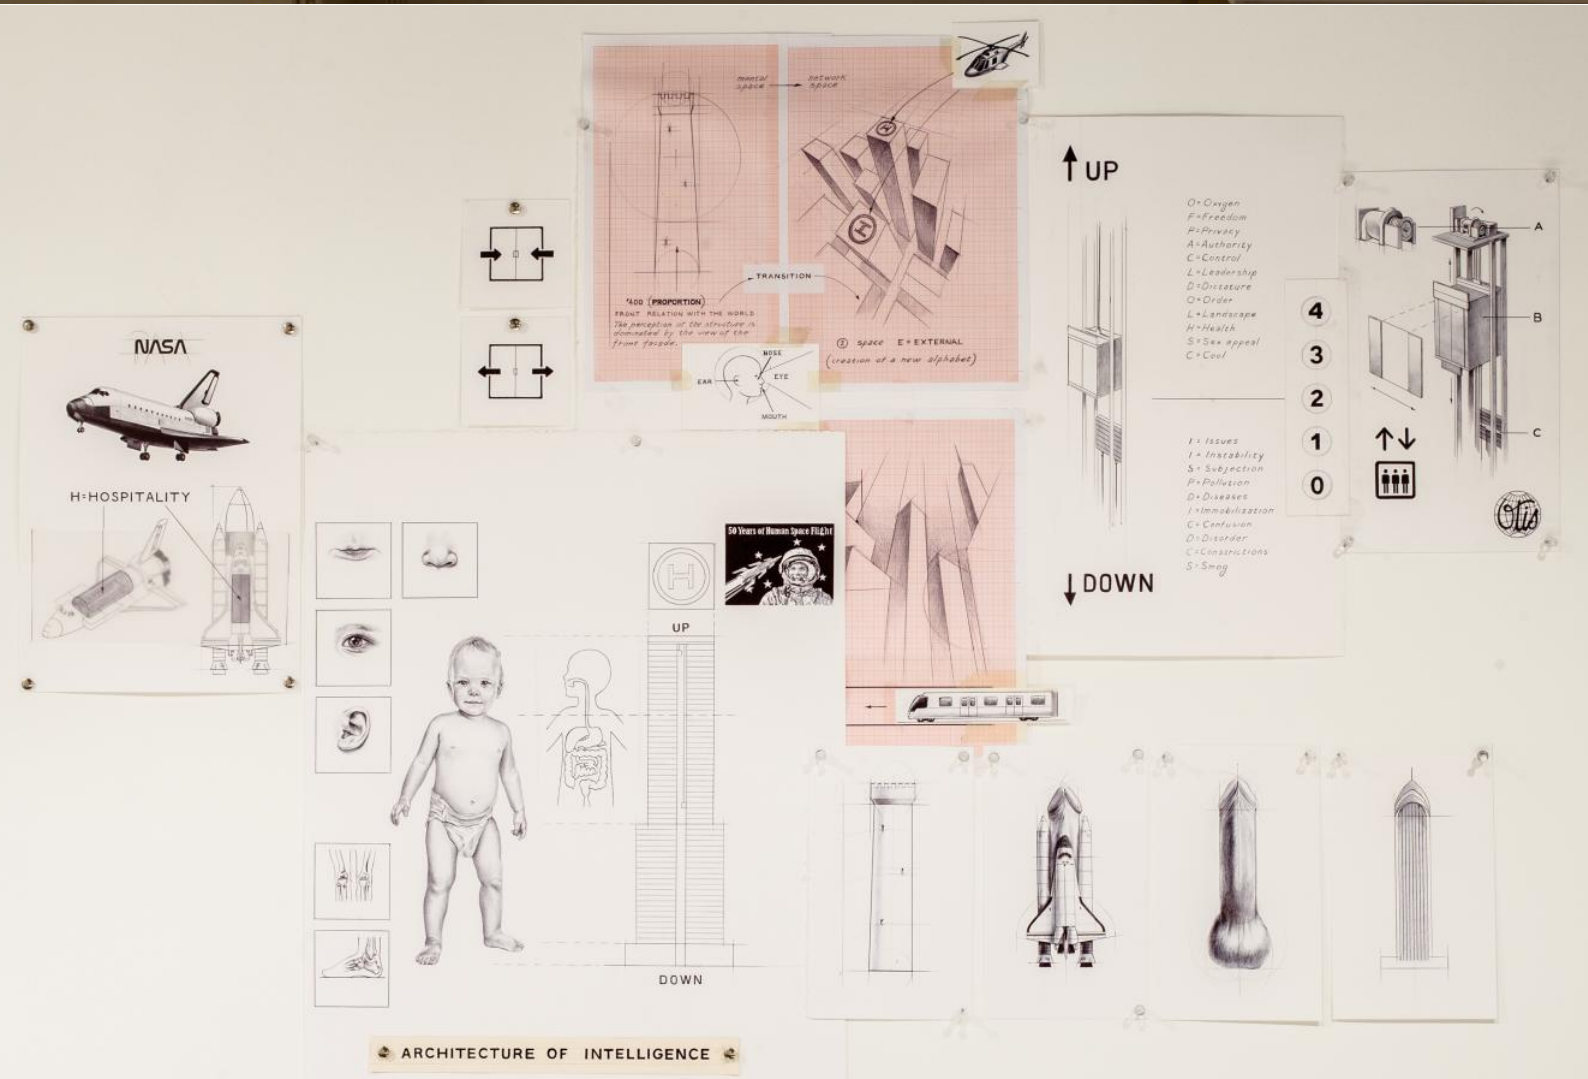 NASA
H=HOSPITALITY
mental space
network space
TRANSITION
1400 (PROPORTION)
FRONT RELATION WITH THE WORLD
The perception of the structure is
dominated by the view of the
front façade.
space E=EXTERNAL
(creation of a new alphabet)
H
H
NOSE
EAR
EYE
MOUTH
UP
O=Oxygen
F=Freedom
P=Privacy
A=Authority
C=Control
L=Leadership
D=Dictature
O=Order
L=Landscape
H=Health
S=Sex appeal
C=Cool
I=Issues
I=Instability
S=Subjection
P=Pollution
D=Diseases
I=Immobilization
C=Confusion
D=Disorder
C=Constrictions
S=Smog
DOWN
4
3
2
1
0
A
B
C
Otis
50 Years of Human Space Flight
H
UP
DOWN
ARCHITECTURE OF INTELLIGENCE